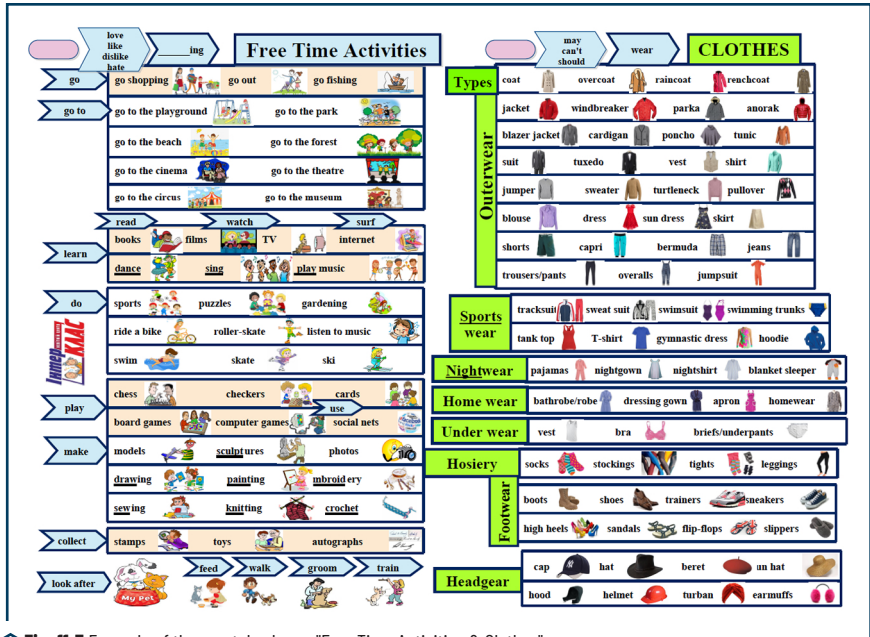 love
like
dislike
hate
______ing
Free Time Activities
go
go shopping go out go fishing
go to
go to the playground go to the park
go to the beach go to the forest
go to the cinema go to the theatre
go to the circus go to the museum
read watch surf
learn
books films TV internet
dance sing play music
do
sports puzzles gardening
ride a bike roller-skate listen to music
swim skate ski
play
chess checkers cards
use
board games computer games social nets
make
models sculptures photos
drawing painting mbroidery
sewing knitting crochet
collect
stamps toys autographs
look after
My Pet
feed walk groom train
may
can't
should
wear
CLOTHES
Types
Outerwear
coat overcoat raincoat renchcoat
jacket windbreaker parka anorak
blazer jacket cardigan poncho tunic
suit tuxedo vest shirt
jumper sweater turtleneck pullover
blouse dress sun dress skirt
shorts capri bermuda jeans
trousers/pants overalls jumpsuit
Sports wear
tracksuit sweat suit swimsuit swimming trunks
tank top T-shirt gymnastic dress hoodie
Nightwear
pajamas nightgown nightshirt blanket sleeper
Home wear
bathrobe/robe dressing gown apron homewear
Under wear
vest bra briefs/underpants
Hosiery
socks stockings tights leggings
Footwear
boots shoes trainers sneakers
high heels sandals flip-flops slippers
Headgear
cap hat beret un hat
hood helmet turban earmuffs